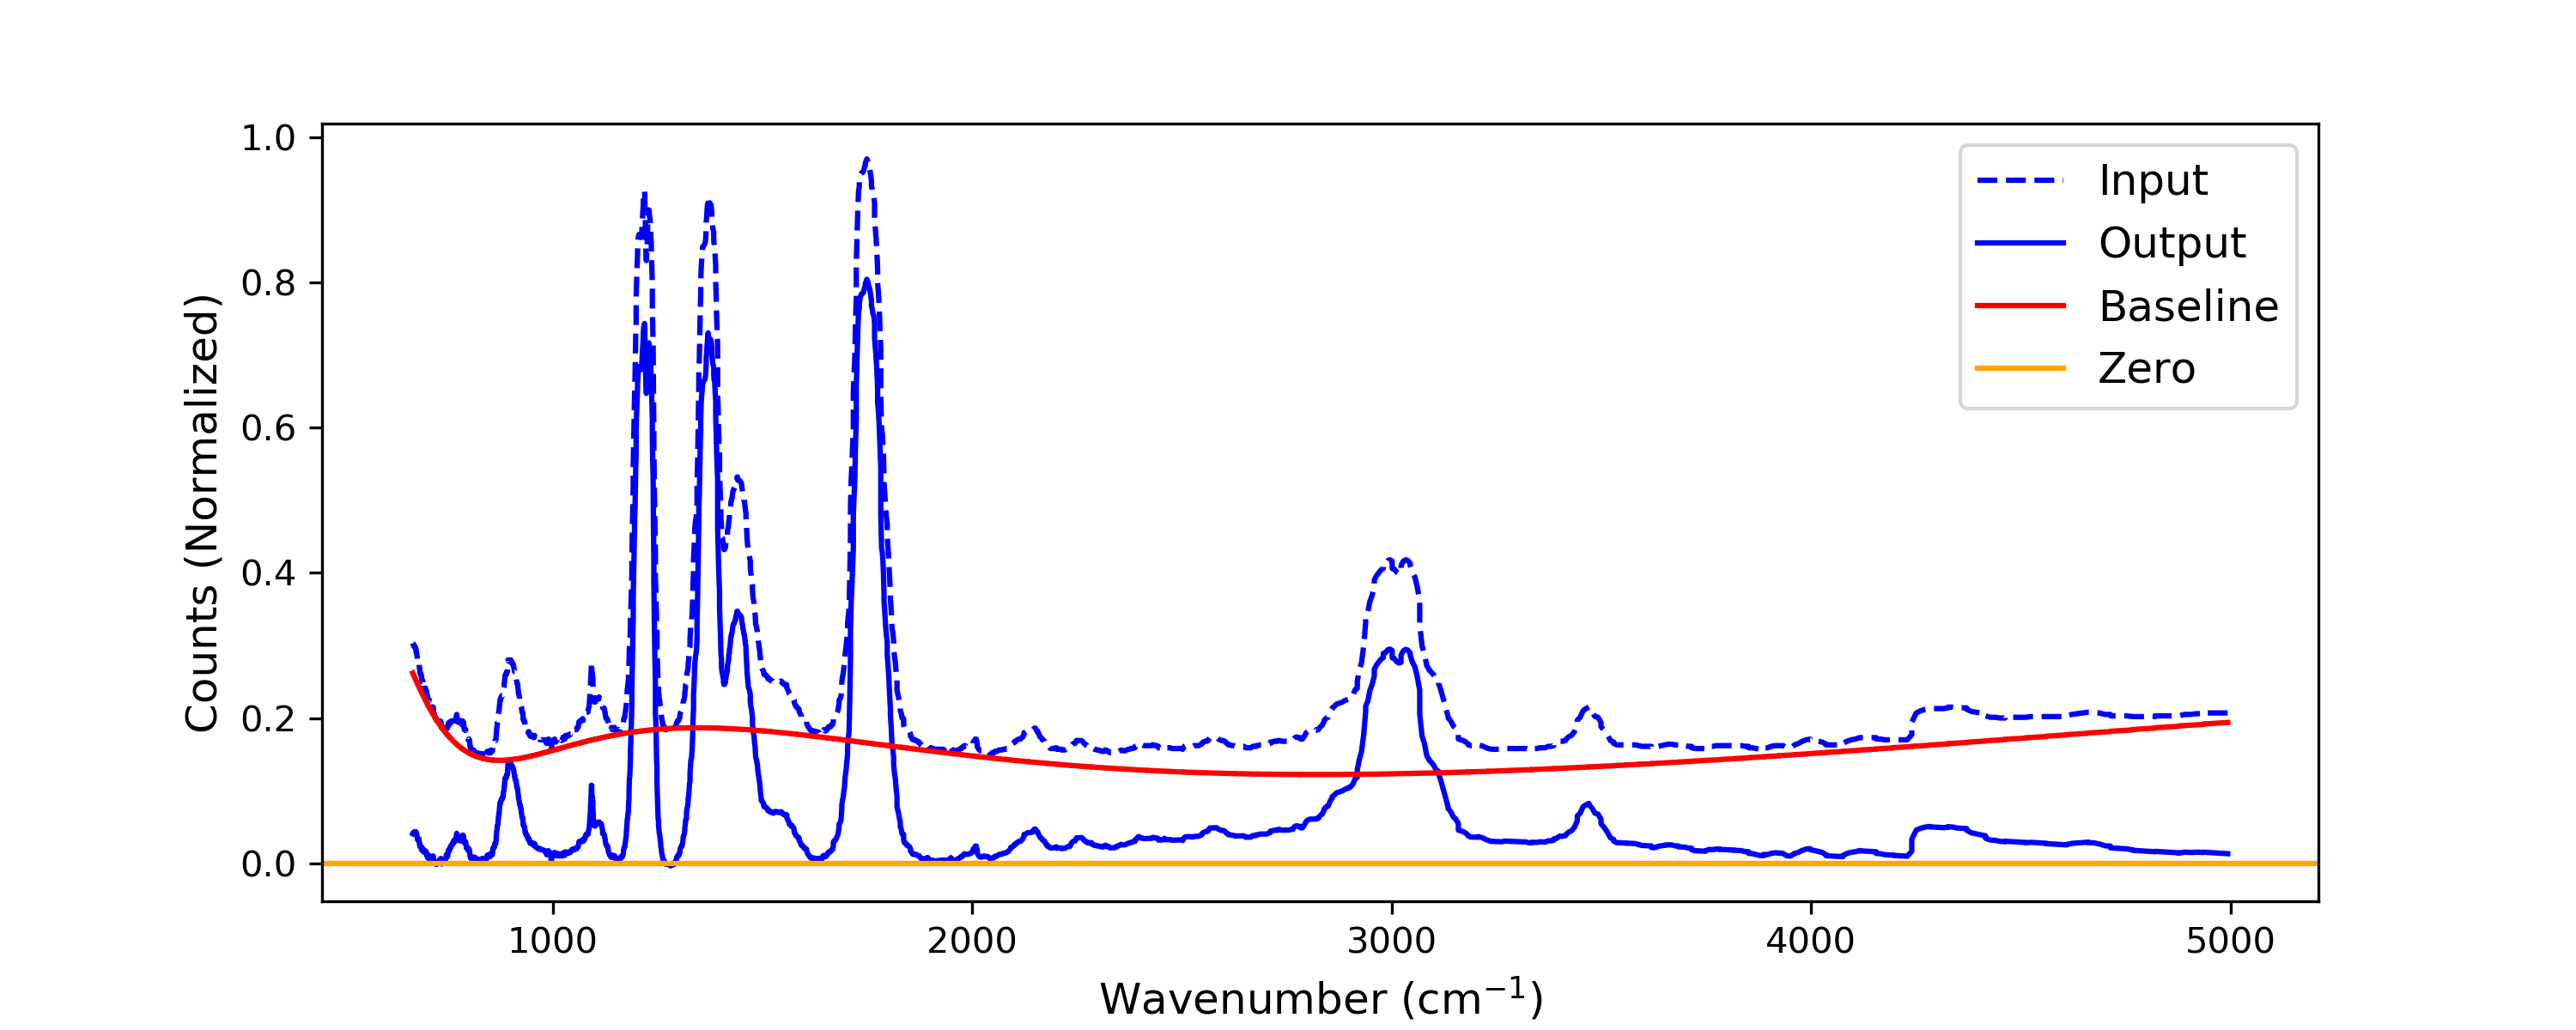 1.0
0.8
0.6
0.4
0.2
0.0
Counts (Normalized)
Input
Output
Baseline
Zero
1000 2000 3000 4000 5000
Wavenumber (cm⁻¹)